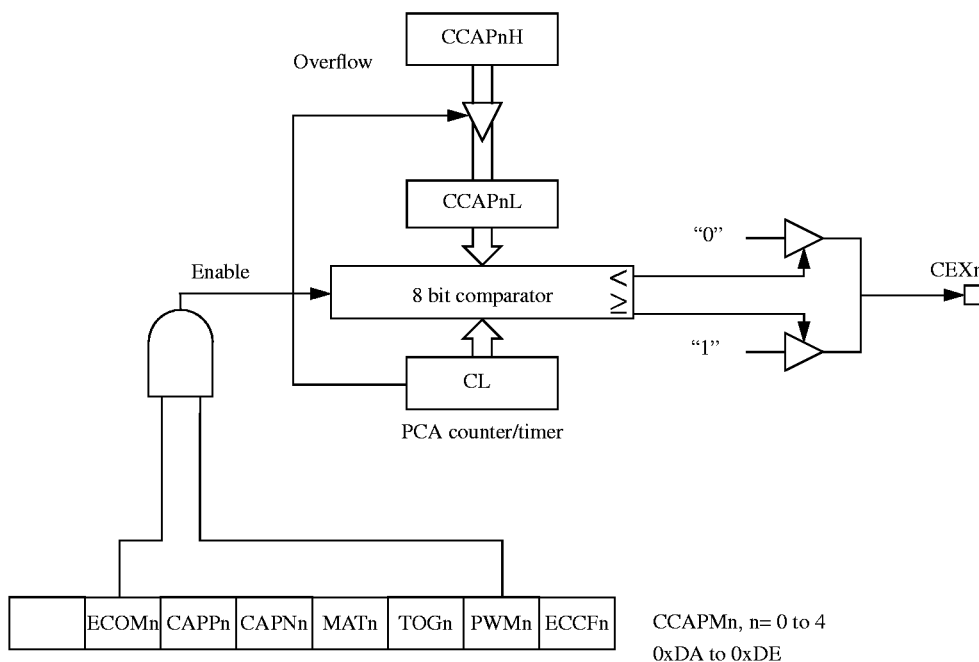 CCAPnH
Overflow
CCAPnL
“0”
Enable
<
CEXn
8 bit comparator
≥
“1”
CL
PCA counter/timer
ECOMn CAPPn CAPNn MATn TOGn PWMn ECCFn
CCAPMn, n= 0 to 4
0xDA to 0xDE